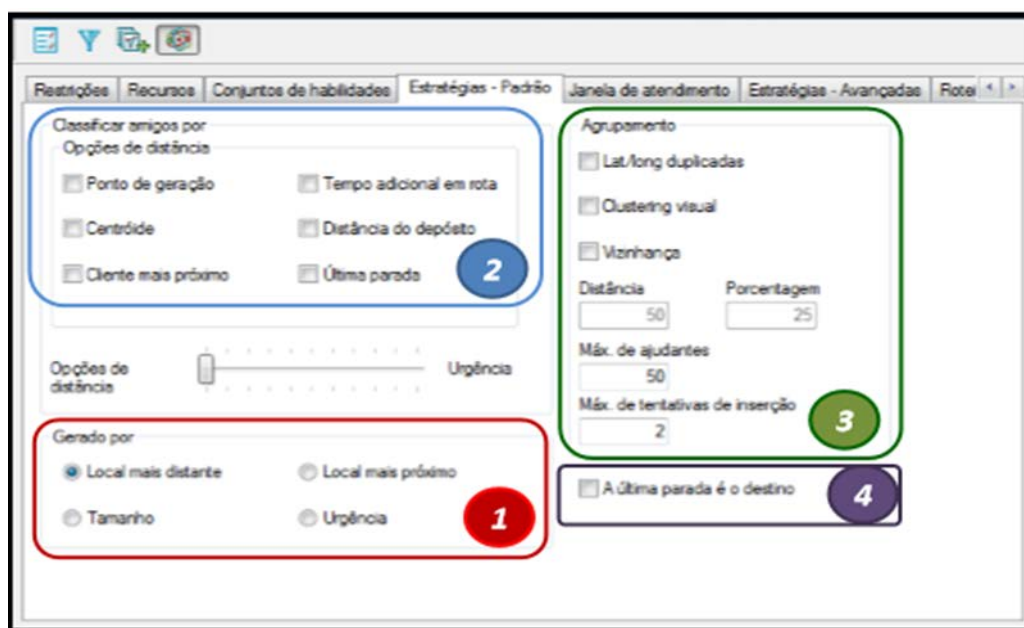 Restrições Recursos Conjuntos de habilidades Estratégias - Padrão Janela de atendimento Estratégias - Avançadas Rotei
Classificar amigos por
Opções de distância
Ponto de geração Tempo adicional em rota
Centróide Distância do depósito
Cliente mais próximo Última parada
2
Opções de distância Urgência
Gerado por
Local mais distante Local mais próximo
Tamanho Urgência
1
Agrupamento
Lat/long duplicadas
Clustering visual
Vizinhança
Distância Porcentagem
50 25
Máx. de ajudantes
50
Máx. de tentativas de inserção
2
3
A última parada é o destino
4